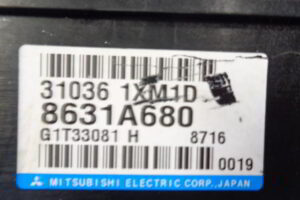 31036 1XM1D
8631A680
G1T33081 H 8716
0019
MITSUBISHI ELECTRIC CORP., JAPAN